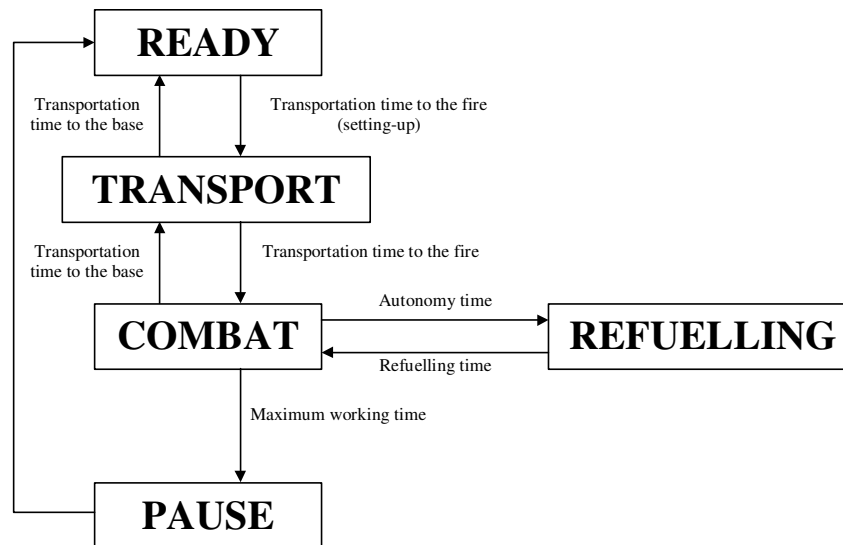 READY
Transportation
time to the base
Transportation time to the fire
(setting-up)
TRANSPORT
Transportation
time to the base
Transportation time to the fire
Autonomy time
COMBAT
REFUELLING
Refuelling time
Maximum working time
PAUSE